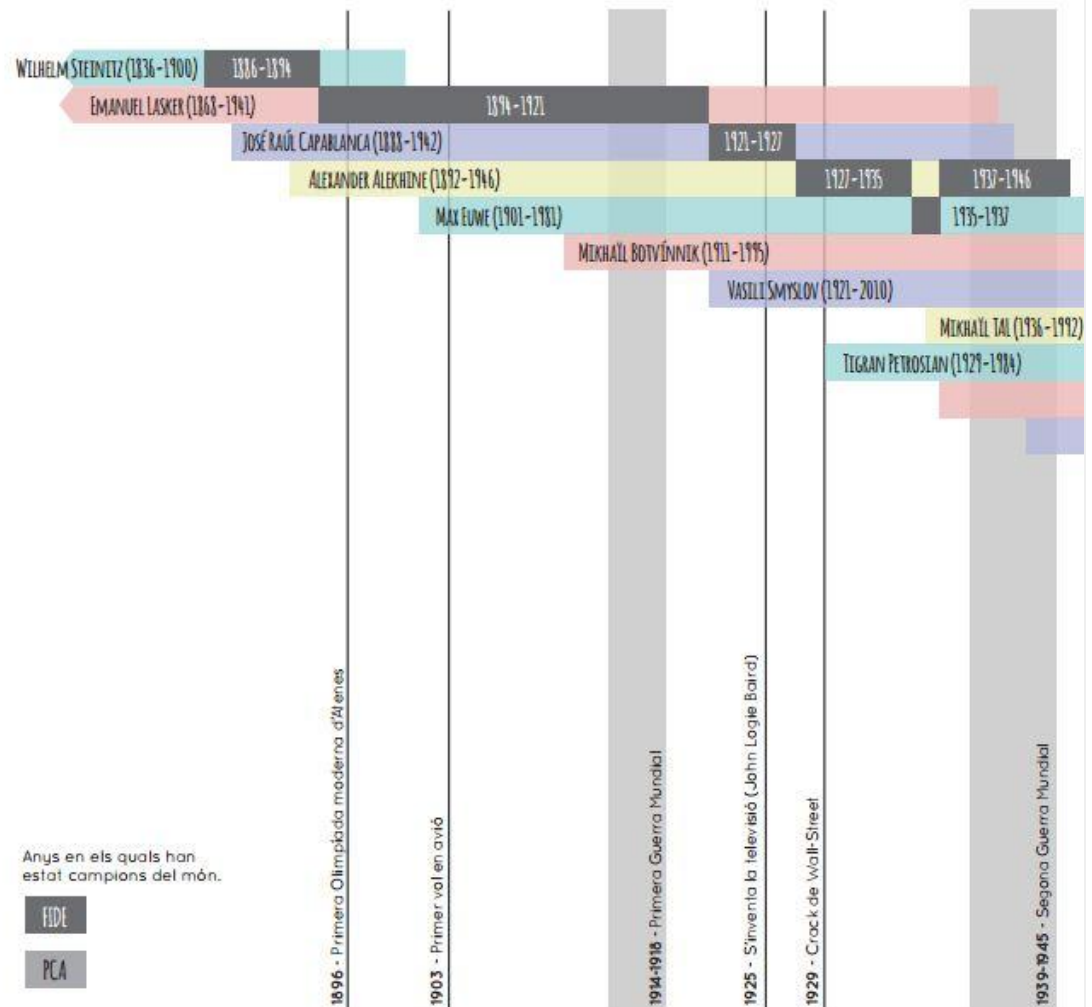 WILHELM STEINITZ (1836-1900)
1886-1894
EMANUEL LASKER (1868-1941)
1894-1921
JOSÉ RAÚL CAPABLANCA (1888-1942)
1921-1927
ALEXANDER ALEKHINE (1892-1946)
1927-1935
1937-1946
MAX EUWE (1901-1981)
1935-1937
MIKHAÏL BOTVÍNNIK (1911-1995)
VASILI SMYSLOV (1921-2010)
MIKHAÏL TAL (1936-1992)
TIGRAN PETROSIAN (1929-1984)
1896 - Primera Olimpíada moderna d'Atenes
1903 - Primer vol en avió
1914-1918 - Primera Guerra Mundial
1925 - S'inventa la televisió (John Logie Baird)
1929 - Crack de Wall-Street
1939-1945 - Segona Guerra Mundial
Anys en els quals han
estat campions del món.
FIDE
PCA